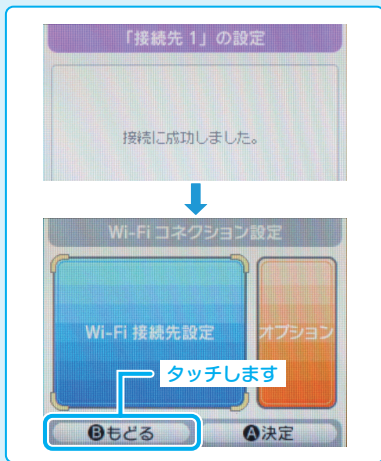 「接続先 1」の設定
接続に成功しました。
Wi-Fi コネクション設定
Wi-Fi 接続先設定
オプション
タッチします
Bもどる
A決定